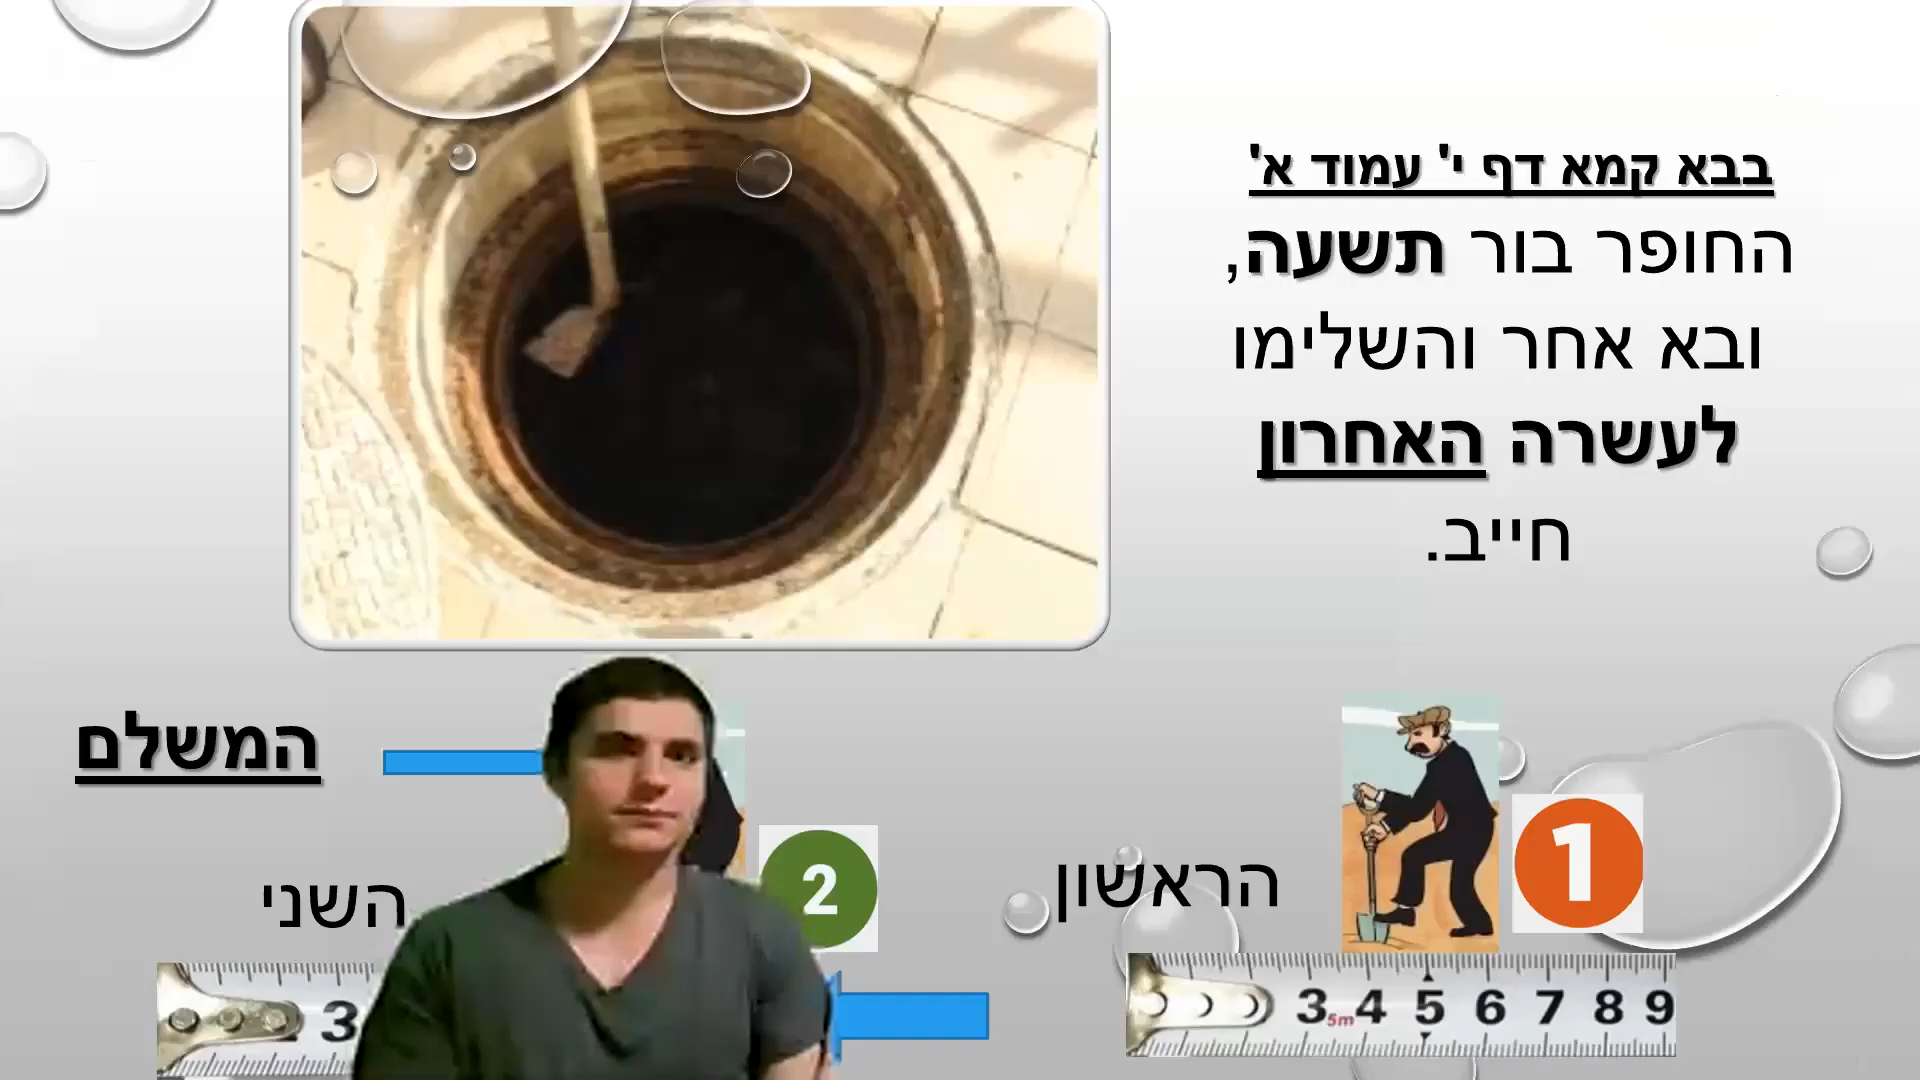 בבא קמא דף י' עמוד א'
החופר בור תשעה,
ובא אחר והשלימו
לעשרה האחרון
חייב.
המשלם
1
2
הראשון
השני
3 4 5 6 7 8 9
5m
3